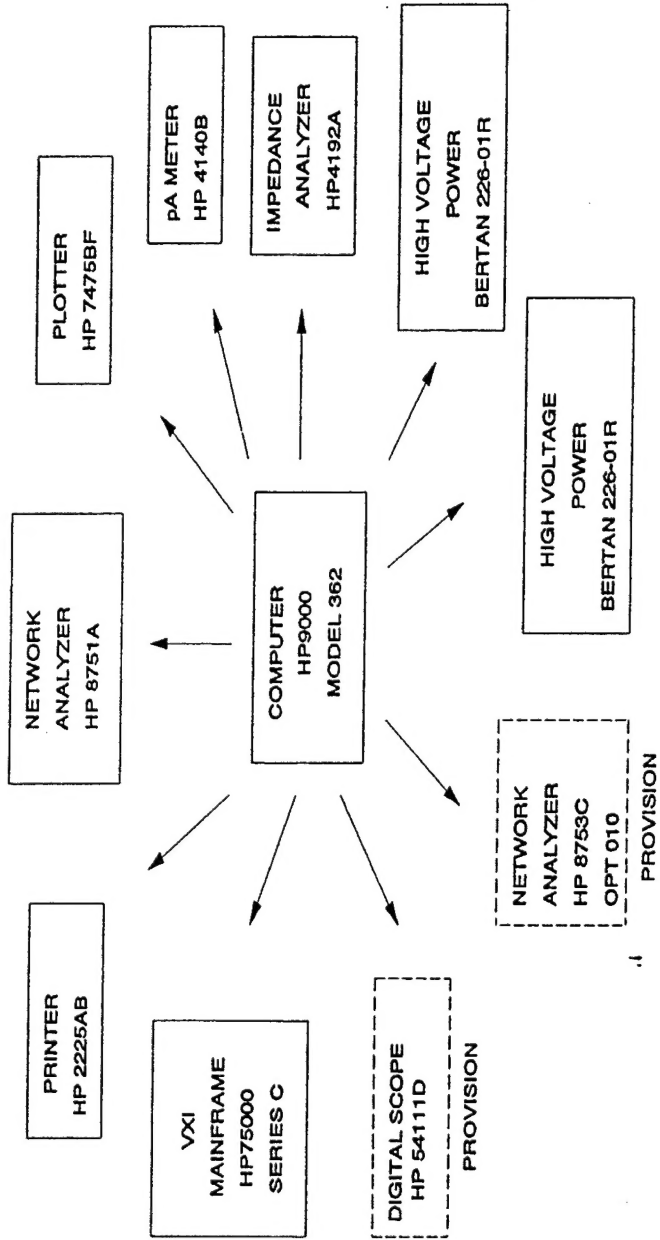 PRINTER
HP 2225AB
NETWORK
ANALYZER
HP 8751A
PLOTTER
HP 7475BF
pA METER
HP 4140B
VXI
MAINFRAME
HP75000
SERIES C
COMPUTER
HP9000
MODEL 362
IMPEDANCE
ANALYZER
HP4192A
DIGITAL SCOPE
HP 54111D
PROVISION
NETWORK
ANALYZER
HP 8753C
OPT 010
PROVISION
HIGH VOLTAGE
POWER
BERTAN 226-01R
HIGH VOLTAGE
POWER
BERTAN 226-01R